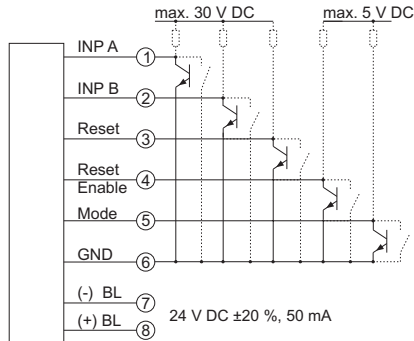 max. 30 V DC
max. 5 V DC
INP A
1
INP B
2
Reset
3
Reset
Enable
4
Mode
5
GND
6
(-) BL
7
24 V DC ±20 %, 50 mA
(+) BL
8